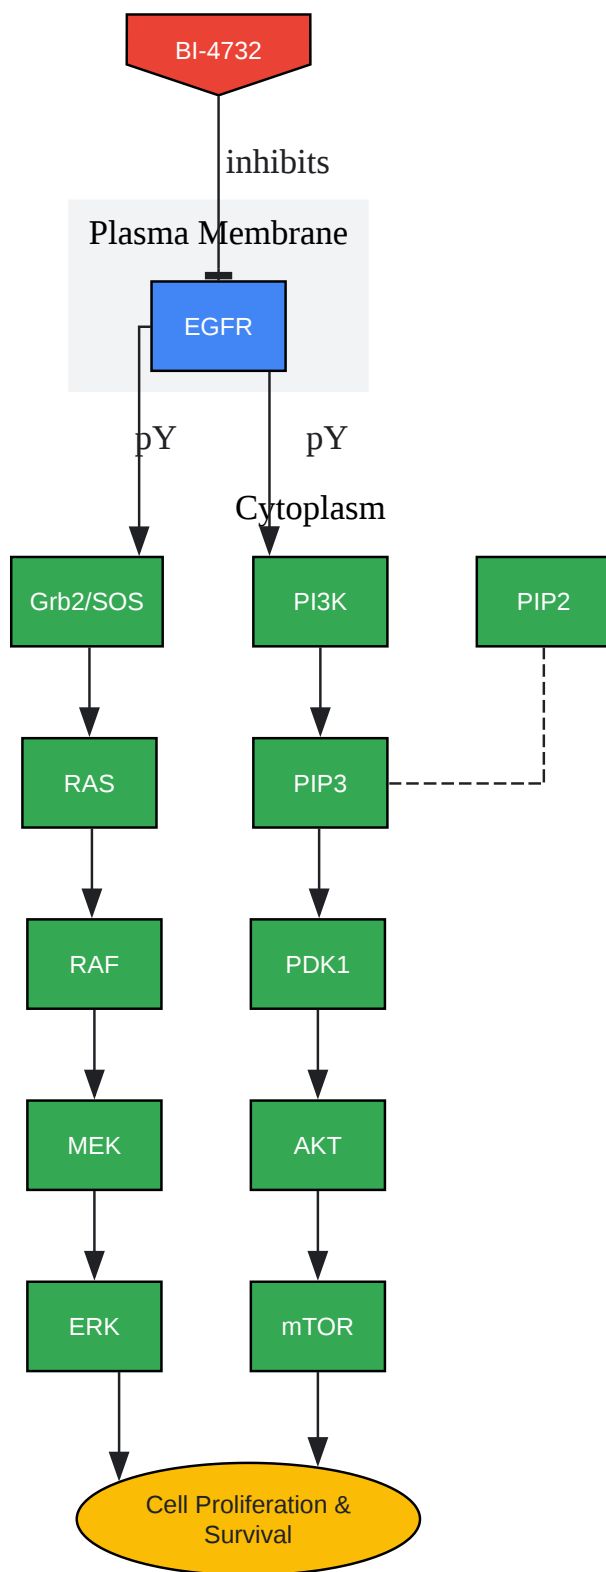 BI-4732
inhibits
Plasma Membrane
EGFR
pY
pY
Cytoplasm
Grb2/SOS
PI3K
PIP2
RAS
PIP3
RAF
PDK1
MEK
AKT
ERK
mTOR
Cell Proliferation &
Survival